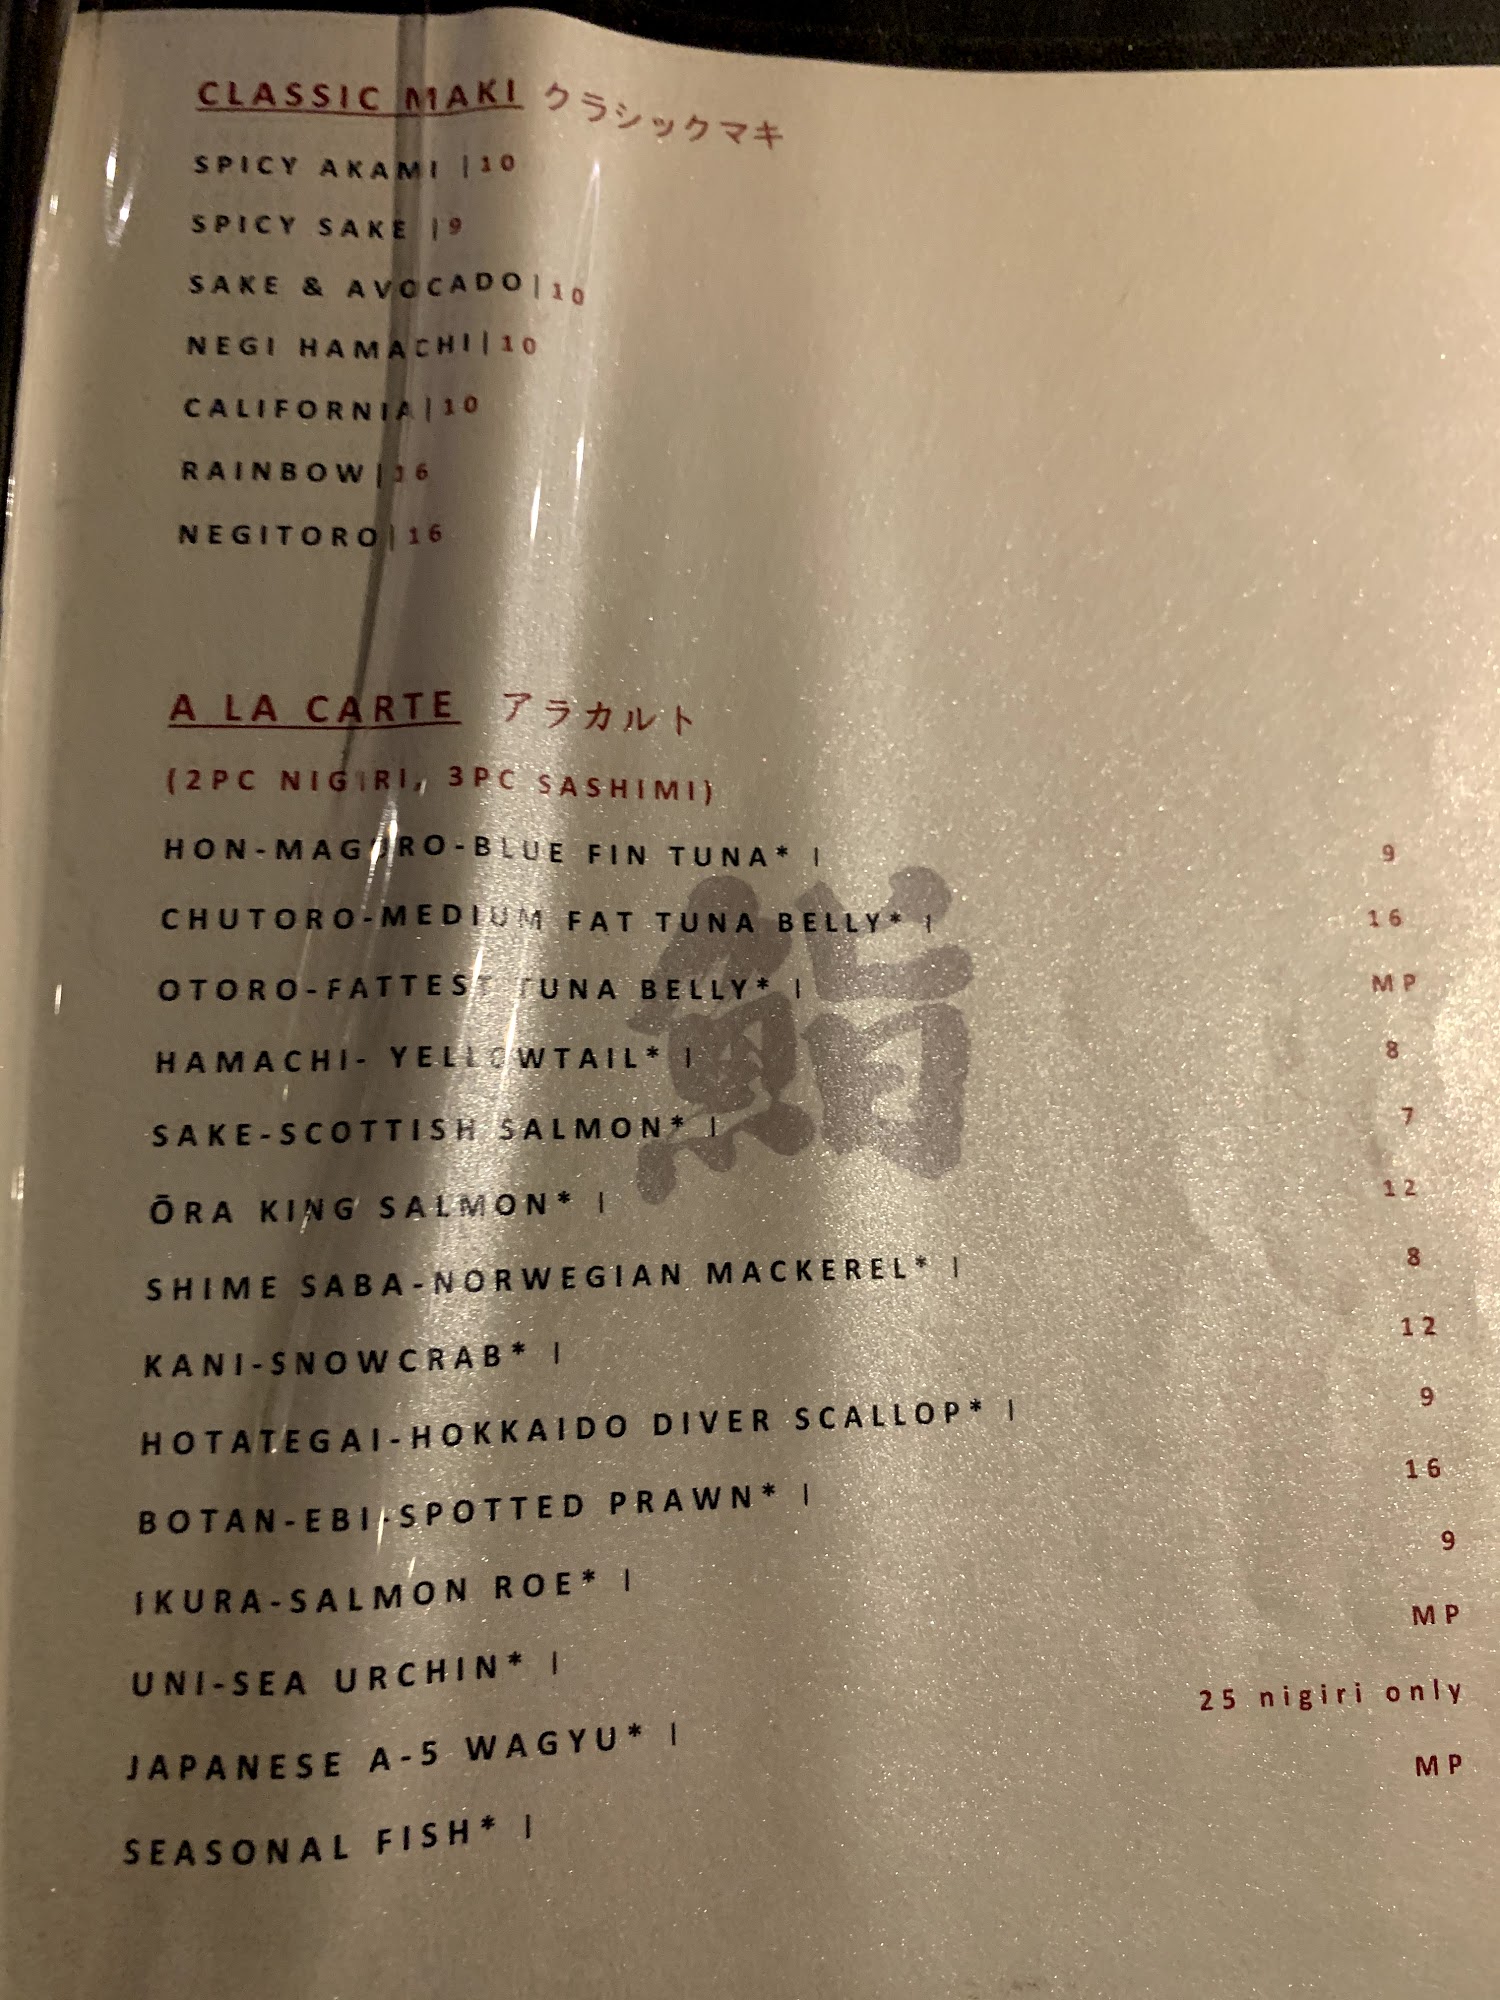 CLASSIC MAKI クラシックマキ
SPICY AKAMI |10
SPICY SAKE |9
SAKE & AVOCADO|10
NEGI HAMACHI|10
CALIFORNIA|10
RAINBOW|16
NEGITORO|16
A LA CARTE アラカルト
(2PC NIGIRI, 3PC SASHIMI)
HON-MAGURO-BLUE FIN TUNA* | 9
CHUTORO-MEDIUM FAT TUNA BELLY* | 16
OTORO-FATTEST TUNA BELLY* | MP
HAMACHI- YELLOWTAIL* | 8
SAKE-SCOTTISH SALMON* | 7
ŌRA KING SALMON* | 12
SHIME SABA-NORWEGIAN MACKEREL* | 8
KANI-SNOWCRAB* | 12
HOTATEGAI-HOKKAIDO DIVER SCALLOP* | 9
BOTAN-EBI-SPOTTED PRAWN* | 16
IKURA-SALMON ROE* | 9
UNI-SEA URCHIN* | MP
JAPANESE A-5 WAGYU* | 25 nigiri only
SEASONAL FISH* | MP
鮨